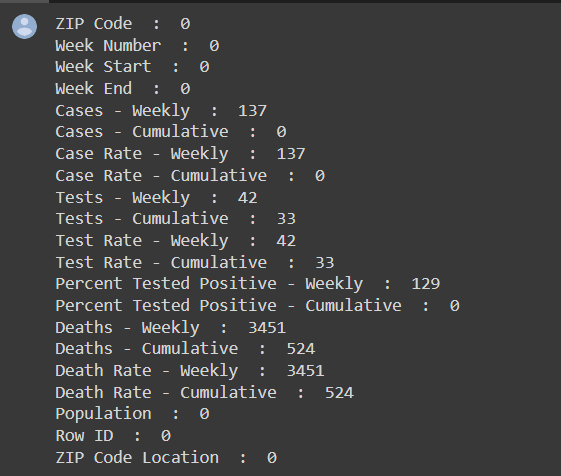 ZIP Code  :  0
Week Number  :  0
Week Start  :  0
Week End  :  0
Cases - Weekly  :  137
Cases - Cumulative  :  0
Case Rate - Weekly  :  137
Case Rate - Cumulative  :  0
Tests - Weekly  :  42
Tests - Cumulative  :  33
Test Rate - Weekly  :  42
Test Rate - Cumulative  :  33
Percent Tested Positive - Weekly  :  129
Percent Tested Positive - Cumulative  :  0
Deaths - Weekly  :  3451
Deaths - Cumulative  :  524
Death Rate - Weekly  :  3451
Death Rate - Cumulative  :  524
Population  :  0
Row ID  :  0
ZIP Code Location  :  0